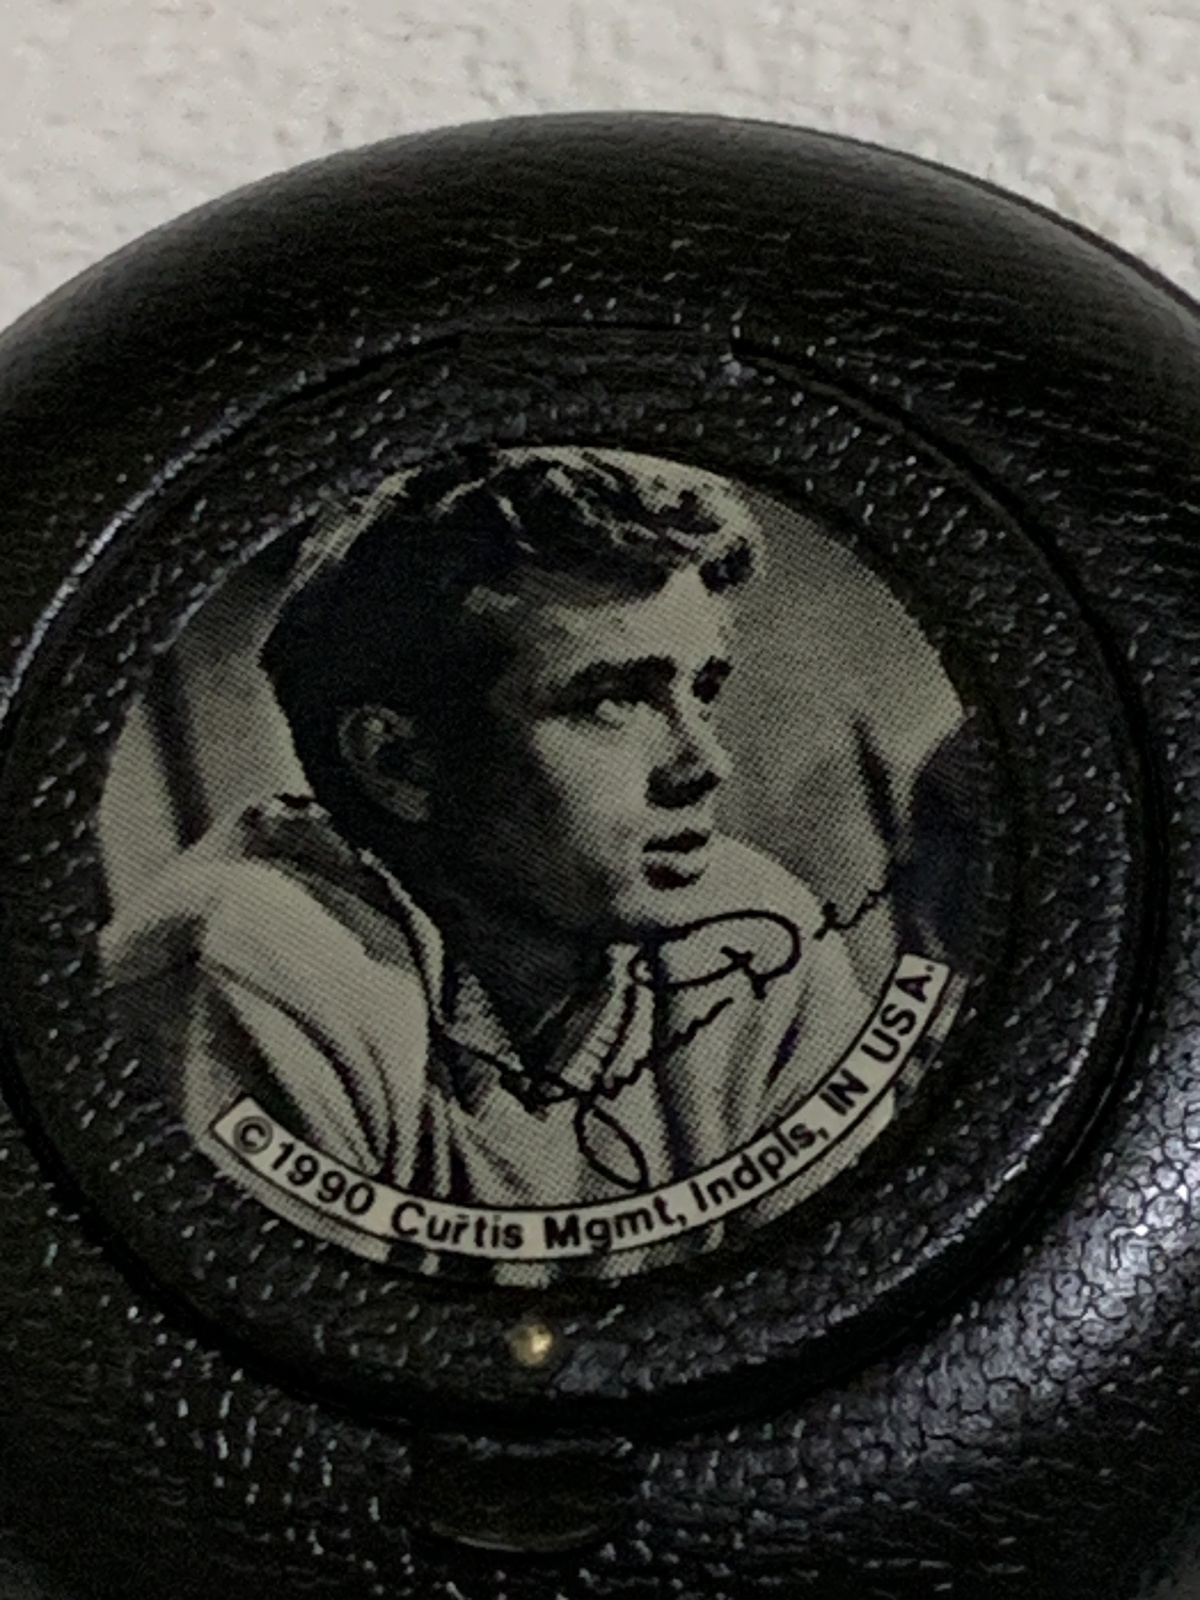 ©1990 Curtis Mgmt, Indpls, IN USA.